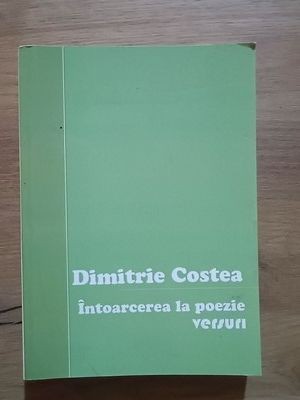 Dimitrie Costea
Întoarcerea la poezie
versuri